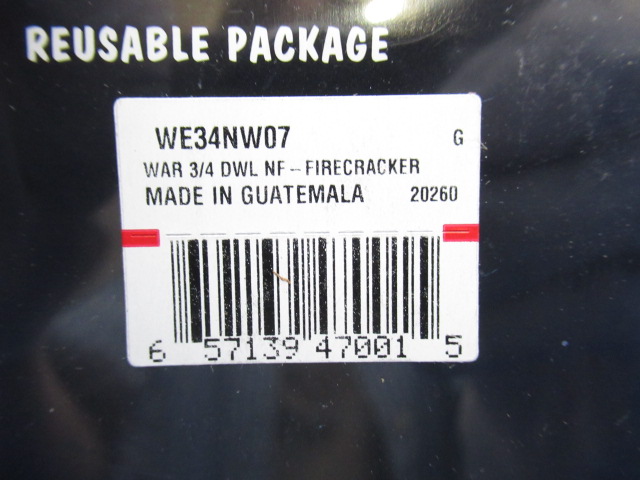 REUSABLE PACKAGE
WE34NW07 G
WAR 3/4 DWL NF-FIRECRACKER
MADE IN GUATEMALA 20260
6 57139 47001 5